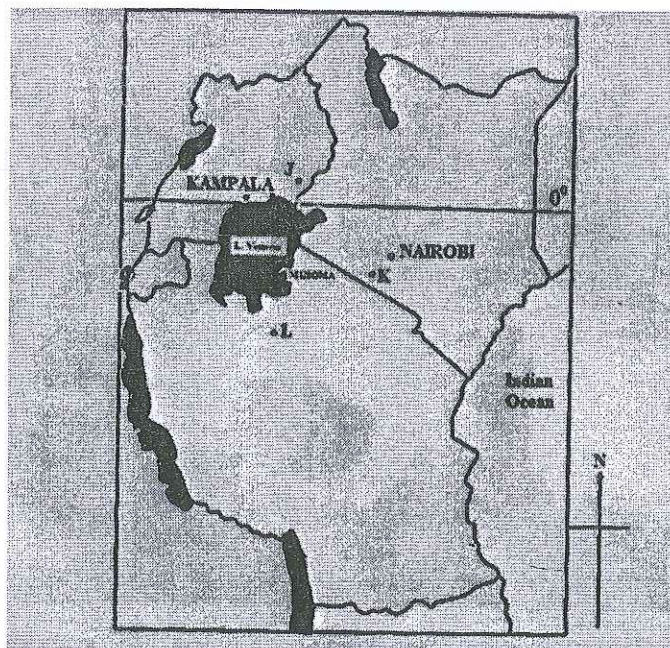 J
KAMPALA
0°
L. Victoria
NAIROBI
MUSOMA
K
L
Indian
Ocean
N